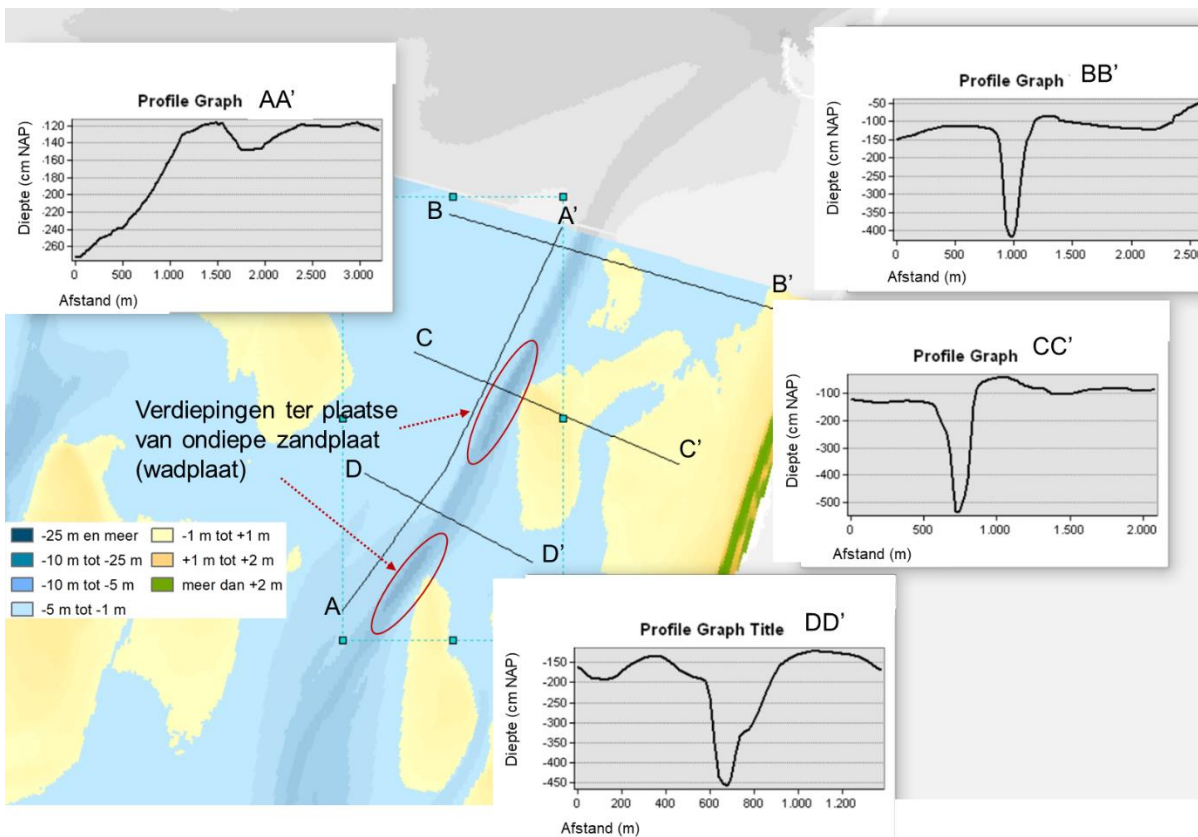 Profile Graph AA'
Diepte (cm NAP)
-120
-140
-160
-180
-200
-220
-240
-260
0 500 1.000 1.500 2.000 2.500 3.000
Afstand (m)
Profile Graph BB'
Diepte (cm NAP)
-50
-100
-150
-200
-250
-300
-350
-400
0 500 1.000 1.500 2.000
Afstand (m)
B
A'
B'
C
C'
D
D'
A
Verdiepingen ter plaatse
van ondiepe zandplaat
(wadplaat)
-25 m en meer
-10 m tot -25 m
-10 m tot -5 m
-5 m tot -1 m
-1 m tot +1 m
+1 m tot +2 m
meer dan +2 m
Profile Graph CC'
Diepte (cm NAP)
-100
-200
-300
-400
-500
0 500 1.000 1.500 2.000
Afstand (m)
Profile Graph Title DD'
Diepte (cm NAP)
-150
-200
-250
-300
-350
-400
-450
0 200 400 600 800 1.000 1.200
Afstand (m)